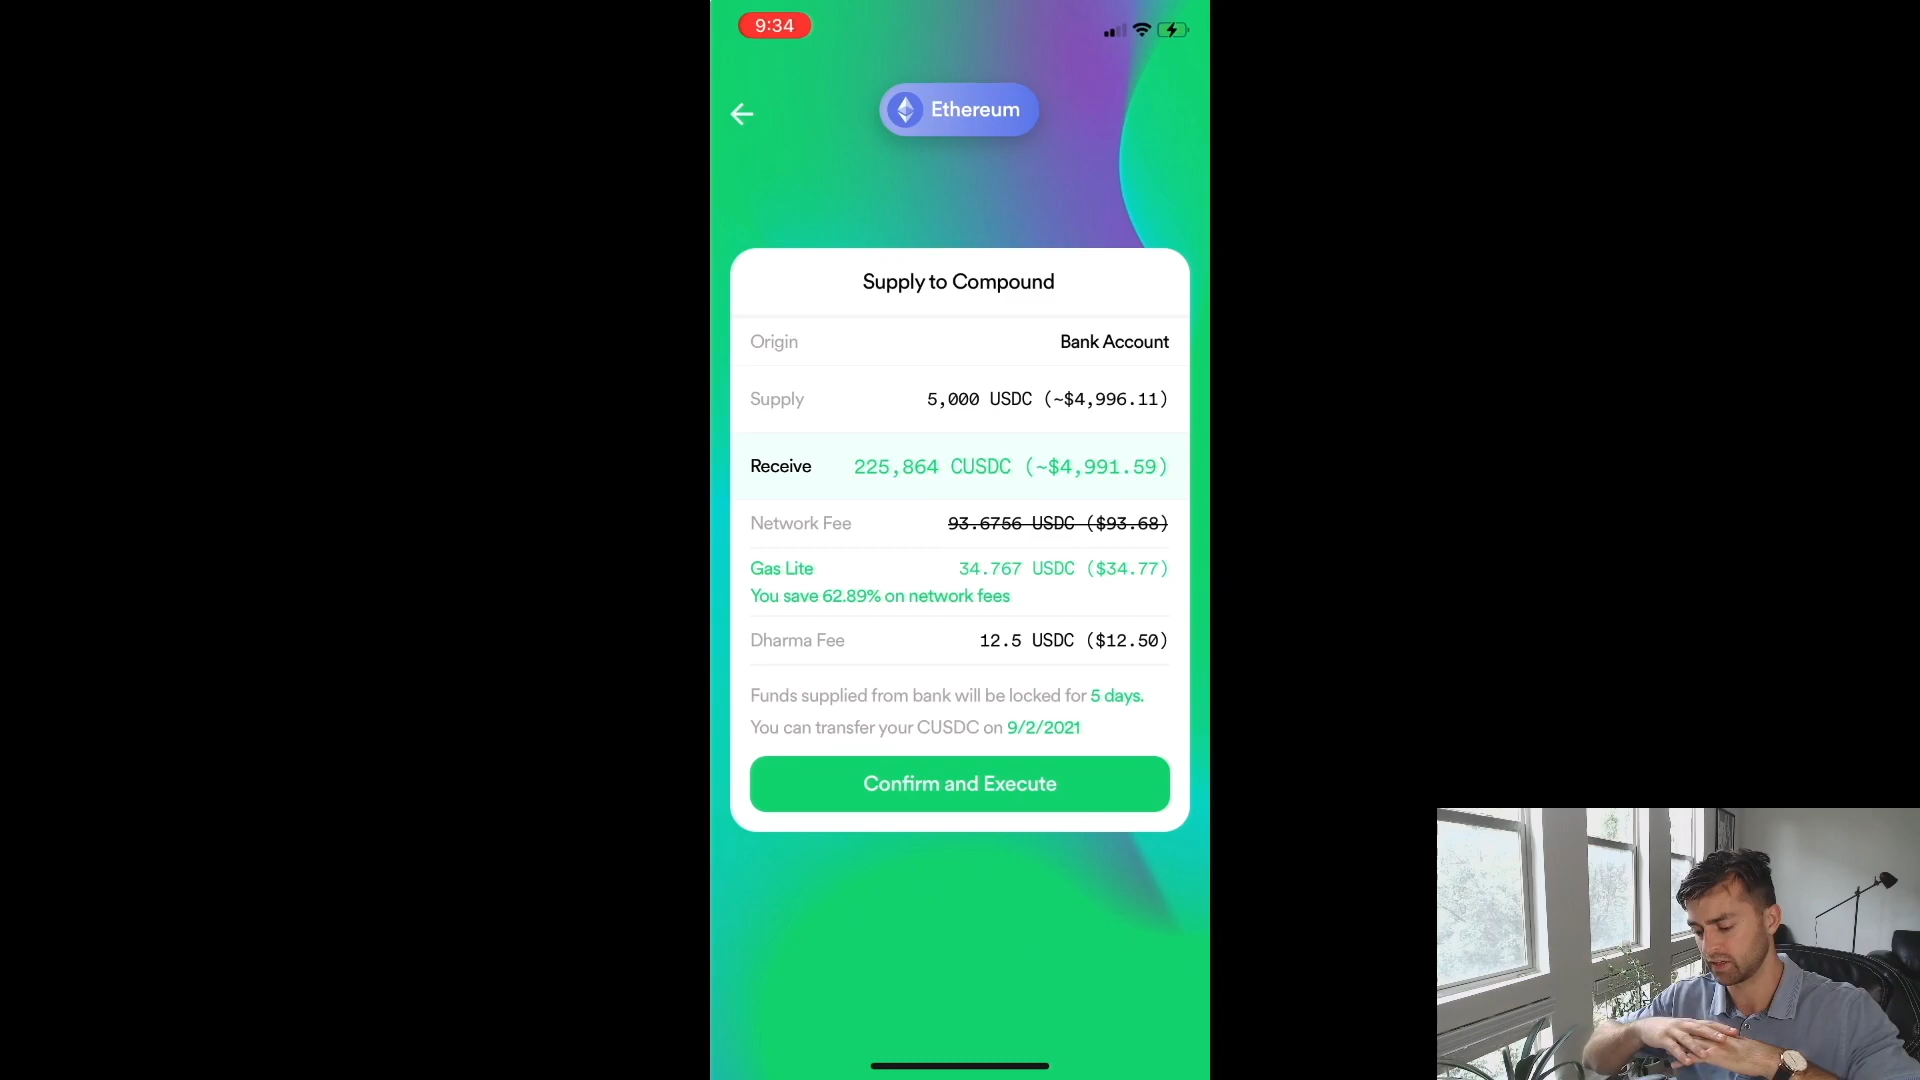 9:34
Ethereum
Supply to Compound
Origin Bank Account
Supply 5,000 USDC (~$4,996.11)
Receive 225,864 CUSDC (~$4,991.59)
Network Fee 93.6756 USDC ($93.68)
Gas Lite 34.767 USDC ($34.77)
You save 62.89% on network fees
Dharma Fee 12.5 USDC ($12.50)
Funds supplied from bank will be locked for 5 days.
You can transfer your CUSDC on 9/2/2021
Confirm and Execute